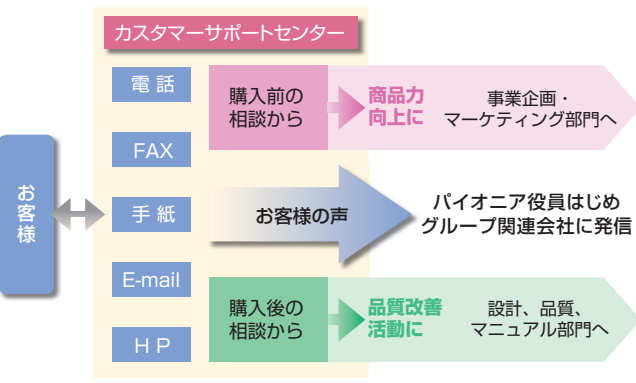 カスタマーサポートセンター
お客様
電 話
FAX
手 紙
E-mail
H P
購入前の
相談から
商品力
向上に
事業企画・
マーケティング部門へ
お客様の声
パイオニア役員はじめ
グループ関連会社に発信
購入後の
相談から
品質改善
活動に
設計、品質、
マニュアル部門へ